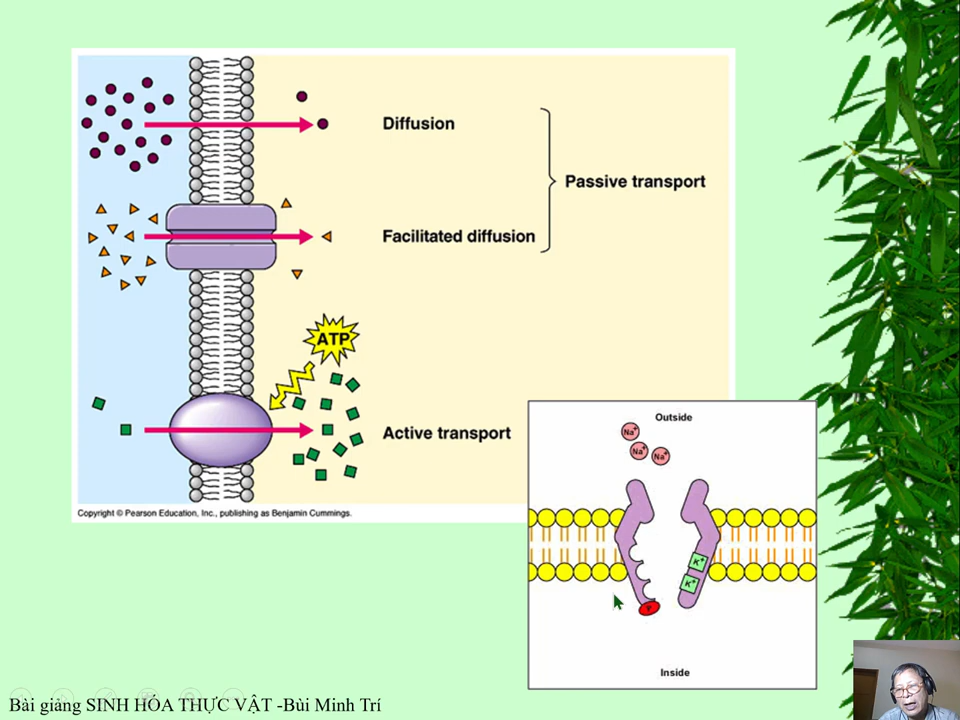 Diffusion
Passive transport
Facilitated diffusion
ATP
Active transport
Copyright © Pearson Education, Inc., publishing as Benjamin Cummings.
Outside
Na+
Na+
Na+
K+
K+
P
Inside
Bài giảng SINH HÓA THỰC VẬT -Bùi Minh Trí